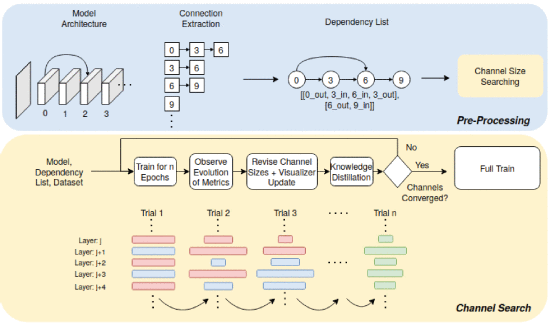 Model
Architecture
Connection
Extraction
Dependency List
0 3 6
3 6
6 9
9
0 1 2 3
0 3 6 9
[[0_out, 3_in, 6_in, 3_out],
[6_out, 9_in]]
Channel Size
Searching
Pre-Processing
Model,
Dependency
List, Dataset
Train for n
Epochs
Observe
Evolution
of Metrics
Revise Channel
Sizes + Visualizer
Update
Knowledge
Distillation
No
Yes
Channels
Converged?
Full Train
Trial 1 Trial 2 Trial 3 Trial n
Layer: j
Layer: j+1
Layer: j+2
Layer: j+3
Layer: j+4
Channel Search